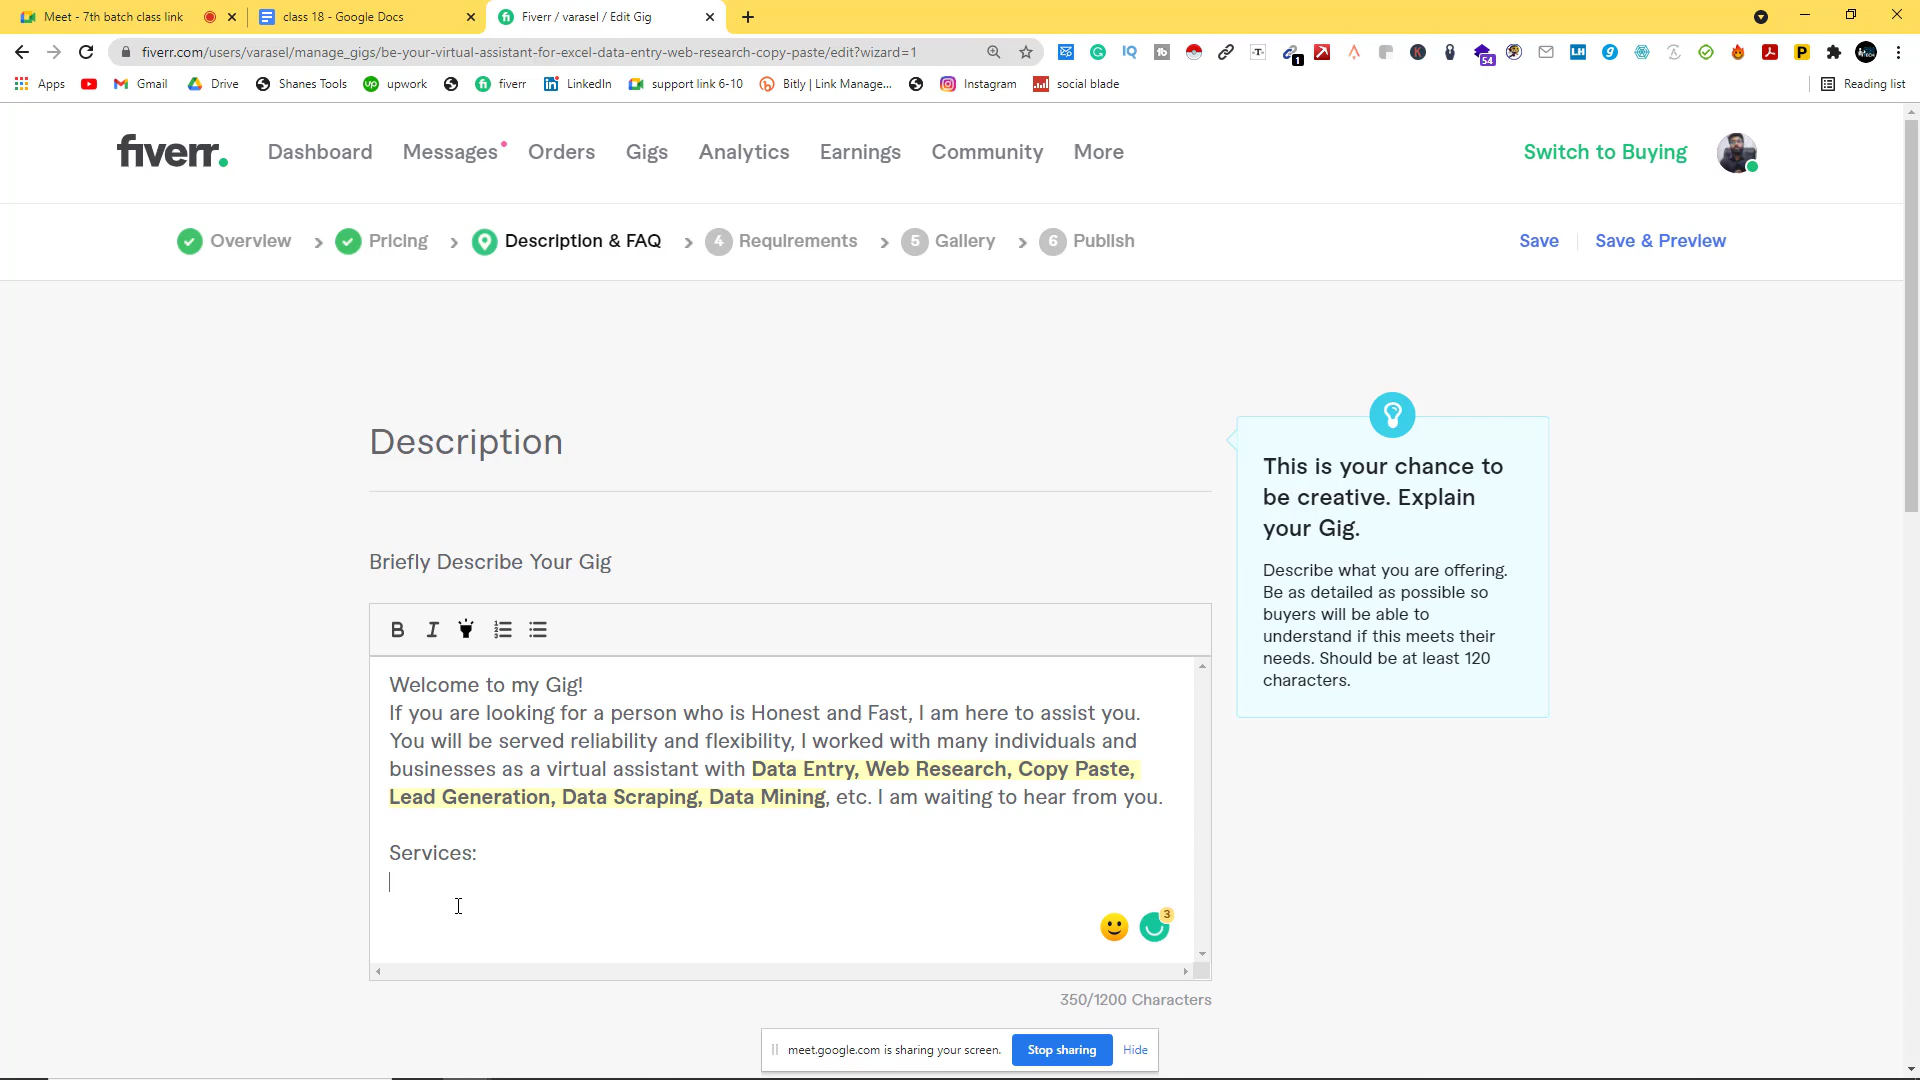 Meet - 7th batch class link
class 18 - Google Docs
Fiverr / varasel / Edit Gig
fiverr.com/users/varasel/manage_gigs/be-your-virtual-assistant-for-excel-data-entry-web-research-copy-paste/edit?wizard=1
1
54
Apps
Gmail
Drive
Shanes Tools
upwork
fiverr
LinkedIn
support link 6-10
Bitly | Link Manage...
Instagram
social blade
Reading list
fiverr.
Dashboard
Messages
Orders
Gigs
Analytics
Earnings
Community
More
Switch to Buying
Overview
Pricing
Description & FAQ
4 Requirements
5 Gallery
6 Publish
Save
Save & Preview
Description
This is your chance to
be creative. Explain
your Gig.
Describe what you are offering.
Be as detailed as possible so
buyers will be able to
understand if this meets their
needs. Should be at least 120
characters.
Briefly Describe Your Gig
B I
Welcome to my Gig!
If you are looking for a person who is Honest and Fast, I am here to assist you.
You will be served reliability and flexibility, I worked with many individuals and
businesses as a virtual assistant with Data Entry, Web Research, Copy Paste,
Lead Generation, Data Scraping, Data Mining, etc. I am waiting to hear from you.
Services:
3
350/1200 Characters
meet.google.com is sharing your screen.
Stop sharing
Hide